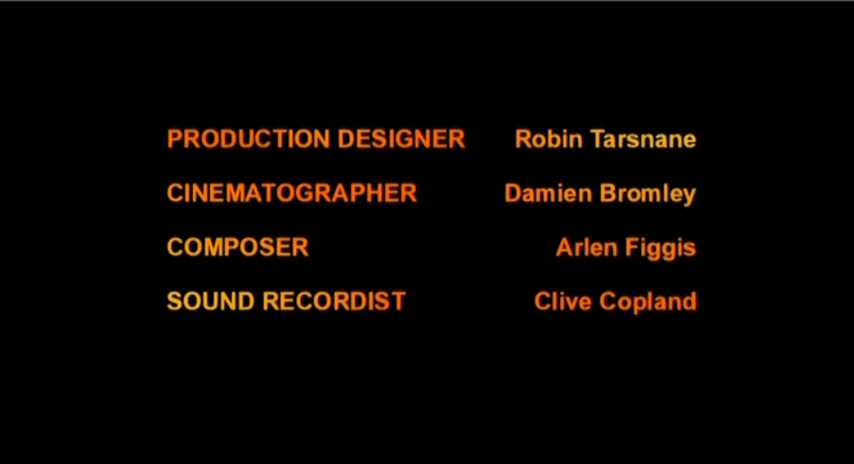 PRODUCTION DESIGNER Robin Tarsnane
CINEMATOGRAPHER Damien Bromley
COMPOSER Arlen Figgis
SOUND RECORDIST Clive Copland